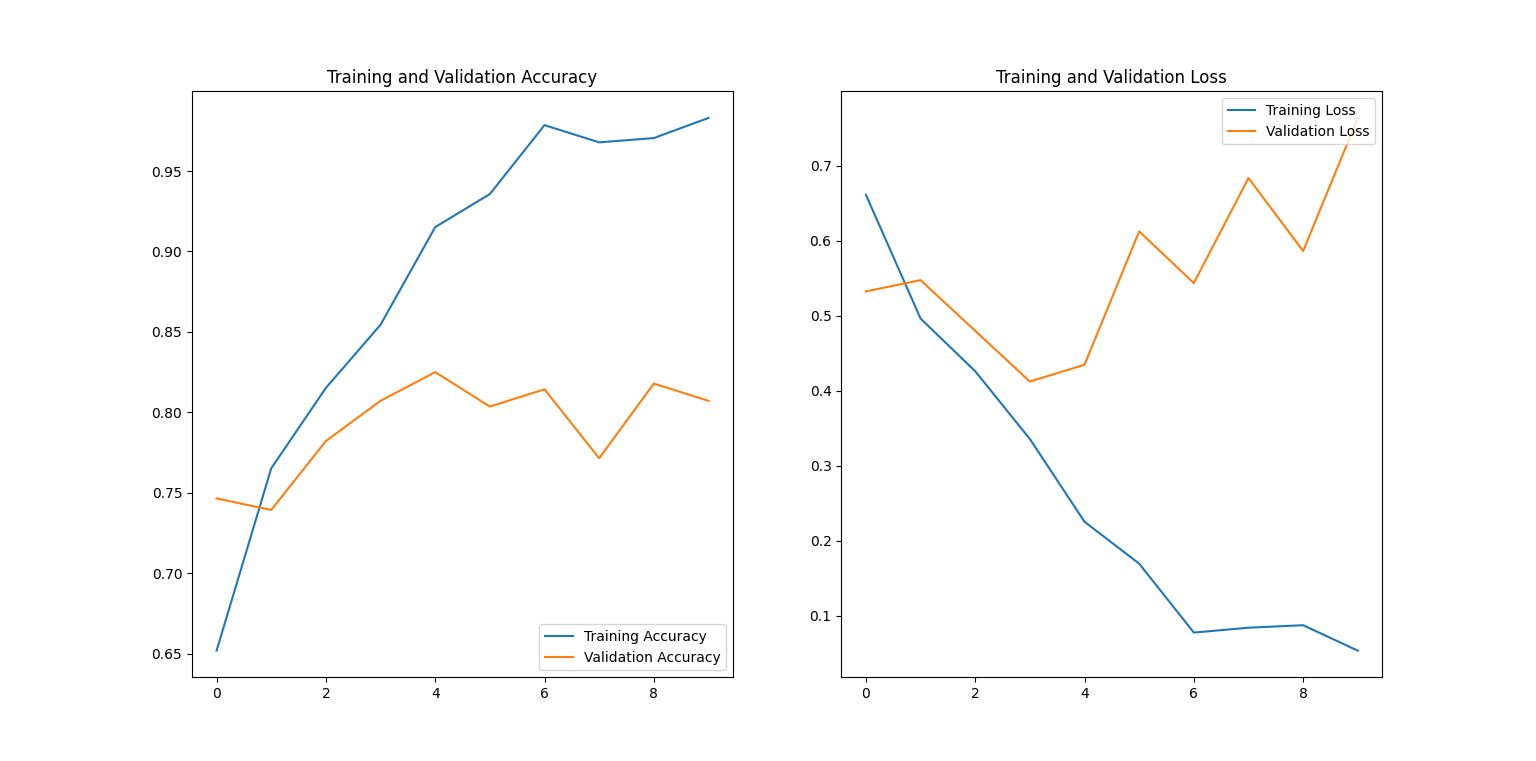 Training and Validation Accuracy
0.95
0.90
0.85
0.80
0.75
0.70
0.65
Training Accuracy
Validation Accuracy
0 2 4 6 8
Training and Validation Loss
Training Loss
Validation Loss
0.7
0.6
0.5
0.4
0.3
0.2
0.1
0 2 4 6 8